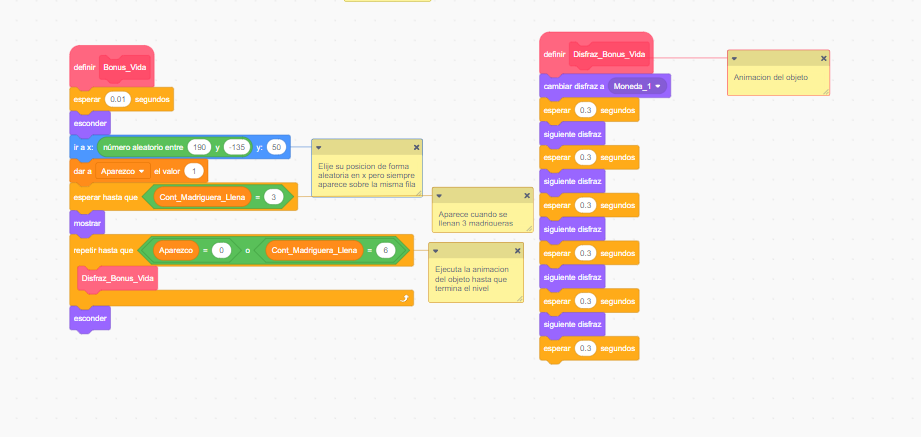 definir Bonus_Vida
esperar 0.01 segundos
esconder
ir a x: número aleatorio entre 190 y -135 y: 50
dar a Aparezco el valor 1
esperar hasta que Cont_Madriguera_Llena = 3
mostrar
repetir hasta que Aparezco = 0 o Cont_Madriguera_Llena = 6
Disfraz_Bonus_Vida
esconder
Elije su posicion de forma
aleatoria en x pero siempre
aparece sobre la misma fila
Aparece cuando se
llenan 3 madrigueras
Ejecuta la animacion
del objeto hasta que
termina el nivel
definir Disfraz_Bonus_Vida
cambiar disfraz a Moneda_1
esperar 0.3 segundos
siguiente disfraz
esperar 0.3 segundos
siguiente disfraz
esperar 0.3 segundos
siguiente disfraz
esperar 0.3 segundos
siguiente disfraz
esperar 0.3 segundos
siguiente disfraz
esperar 0.3 segundos
Animacion del objeto